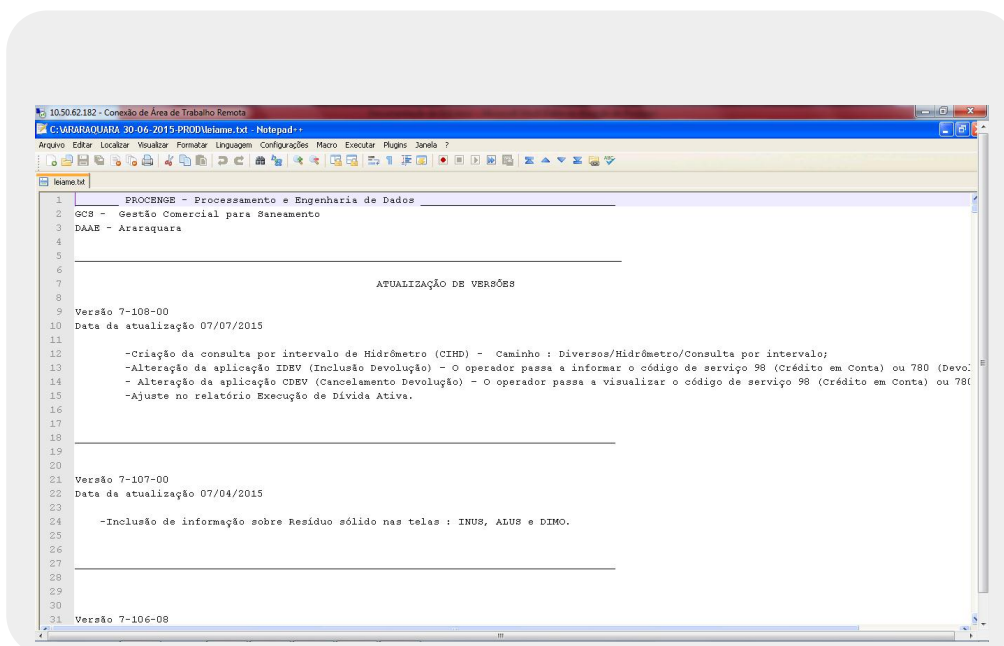 10.50.62.182 - Conexão de Área de Trabalho Remota
C:\ARARAQUARA 30-06-2015-PROD\leiame.txt - Notepad++
Arquivo Editar Localizar Visualizar Formatar Linguagem Configurações Macro Executar Plugins Janela ?
leiame.txt
1 _______ PROCENGE - Processamento e Engenharia de Dados _______________________________
2 GCS - Gestão Comercial para Saneamento
3 DAAE - Araraquara
4
5
6
7 ATUALIZAÇÃO DE VERSÕES
8
9 Versão 7-108-00
10 Data da atualização 07/07/2015
11
12 -Criação da consulta por intervalo de Hidrômetro (CIHD) - Caminho : Diversos/Hidrômetro/Consulta por intervalo;
13 -Alteração da aplicação IDEV (Inclusão Devolução) - O operador passa a informar o código de serviço 98 (Crédito em Conta) ou 780 (Devol
14 - Alteração da aplicação CDEV (Cancelamento Devolução) - O operador passa a visualizar o código de serviço 98 (Crédito em Conta) ou 780
15 -Ajuste no relatório Execução de Dívida Ativa.
16
17
18
19
20
21 Versão 7-107-00
22 Data da atualização 07/04/2015
23
24 -Inclusão de informação sobre Resíduo sólido nas telas : INUS, ALUS e DIMO.
25
26
27
28
29
30
31 Versão 7-106-08